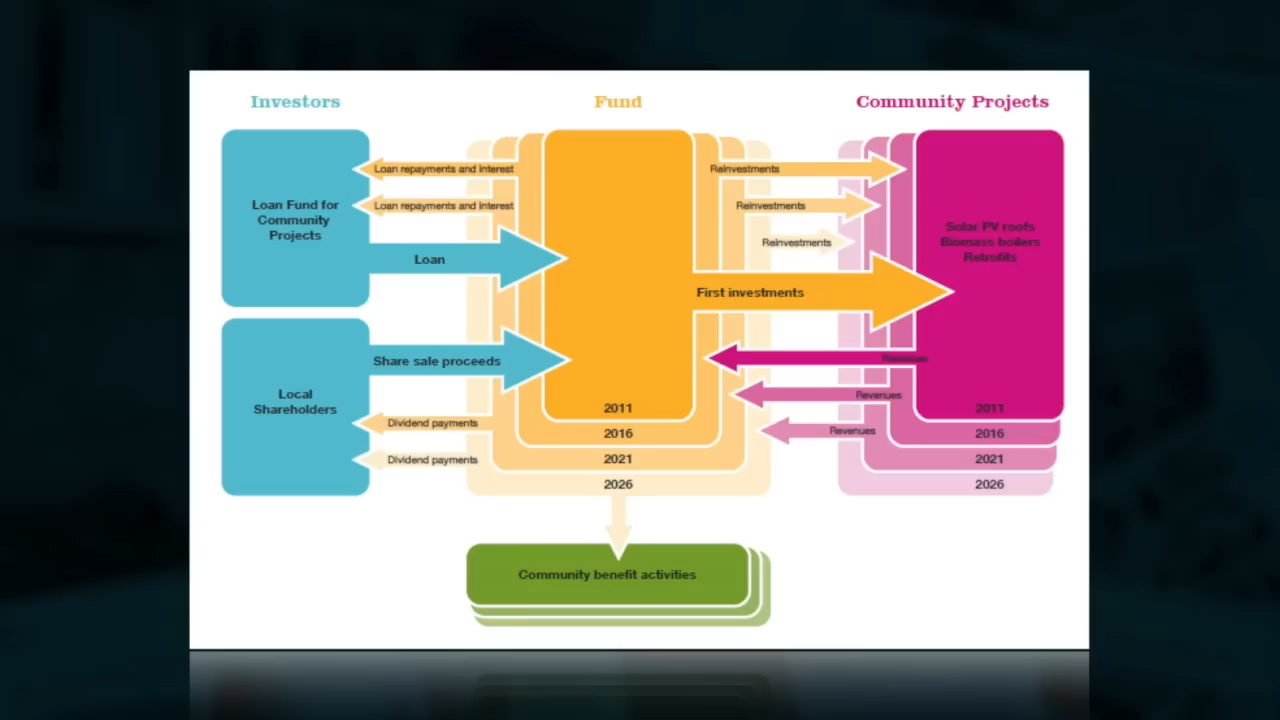 Investors
Fund
Community Projects
Loan repayments and interest
Reinvestments
Loan Fund for
Community
Projects
Loan repayments and interest
Reinvestments
Solar PV roofs
Biomass boilers
Retrofits
Reinvestments
Loan
First investments
Share sale proceeds
Revenues
Local
Shareholders
Revenues
2011
2011
Dividend payments
Revenues
2016
2016
Dividend payments
2021
2021
2026
2026
Community benefit activities